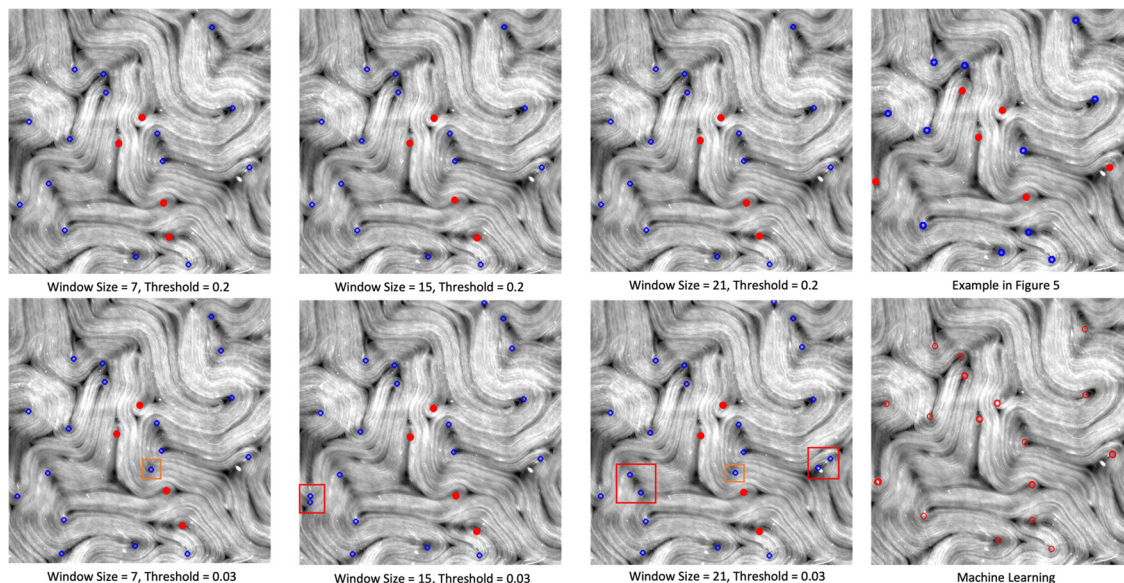 Window Size = 7, Threshold = 0.2
Window Size = 15, Threshold = 0.2
Window Size = 21, Threshold = 0.2
Example in Figure 5
Window Size = 7, Threshold = 0.03
Window Size = 15, Threshold = 0.03
Window Size = 21, Threshold = 0.03
Machine Learning